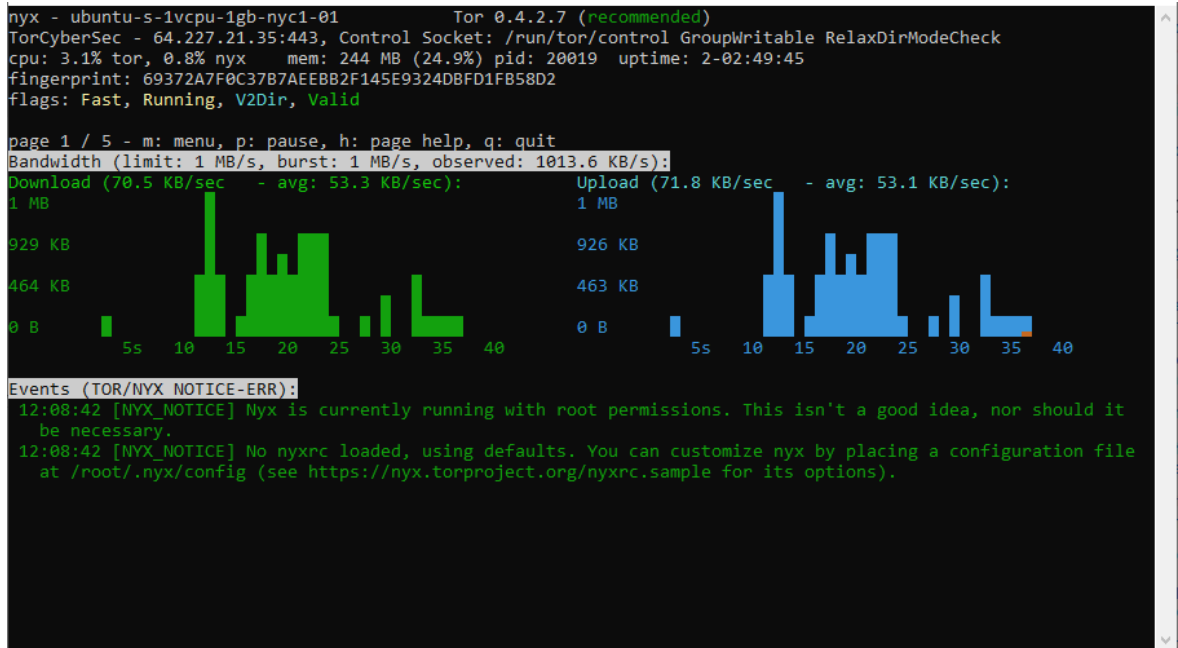 nyx - ubuntu-s-1vcpu-1gb-nyc1-01 Tor 0.4.2.7 (recommended)
TorCyberSec - 64.227.21.35:443, Control Socket: /run/tor/control GroupWritable RelaxDirModeCheck
cpu: 3.1% tor, 0.8% nyx mem: 244 MB (24.9%) pid: 20019 uptime: 2-02:49:45
fingerprint: 69372A7F0C37B7AEEBB2F145E9324DBFD1FB58D2
flags: Fast, Running, V2Dir, Valid
page 1 / 5 - m: menu, p: pause, h: page help, q: quit
Bandwidth (limit: 1 MB/s, burst: 1 MB/s, observed: 1013.6 KB/s):
Download (70.5 KB/sec - avg: 53.3 KB/sec): Upload (71.8 KB/sec - avg: 53.1 KB/sec):
1 MB 1 MB
929 KB 926 KB
464 KB 463 KB
0 B 0 B
5s 10 15 20 25 30 35 40 5s 10 15 20 25 30 35 40
Events (TOR/NYX NOTICE-ERR):
12:08:42 [NYX_NOTICE] Nyx is currently running with root permissions. This isn't a good idea, nor should it
be necessary.
12:08:42 [NYX_NOTICE] No nyxrc loaded, using defaults. You can customize nyx by placing a configuration file
at /root/.nyx/config (see https://nyx.torproject.org/nyxrc.sample for its options).